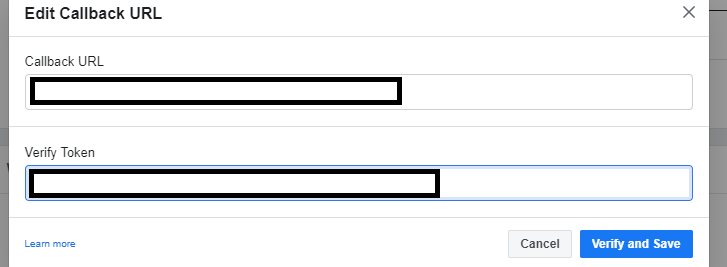 Edit Callback URL
Callback URL
Verify Token
Learn more
Cancel
Verify and Save